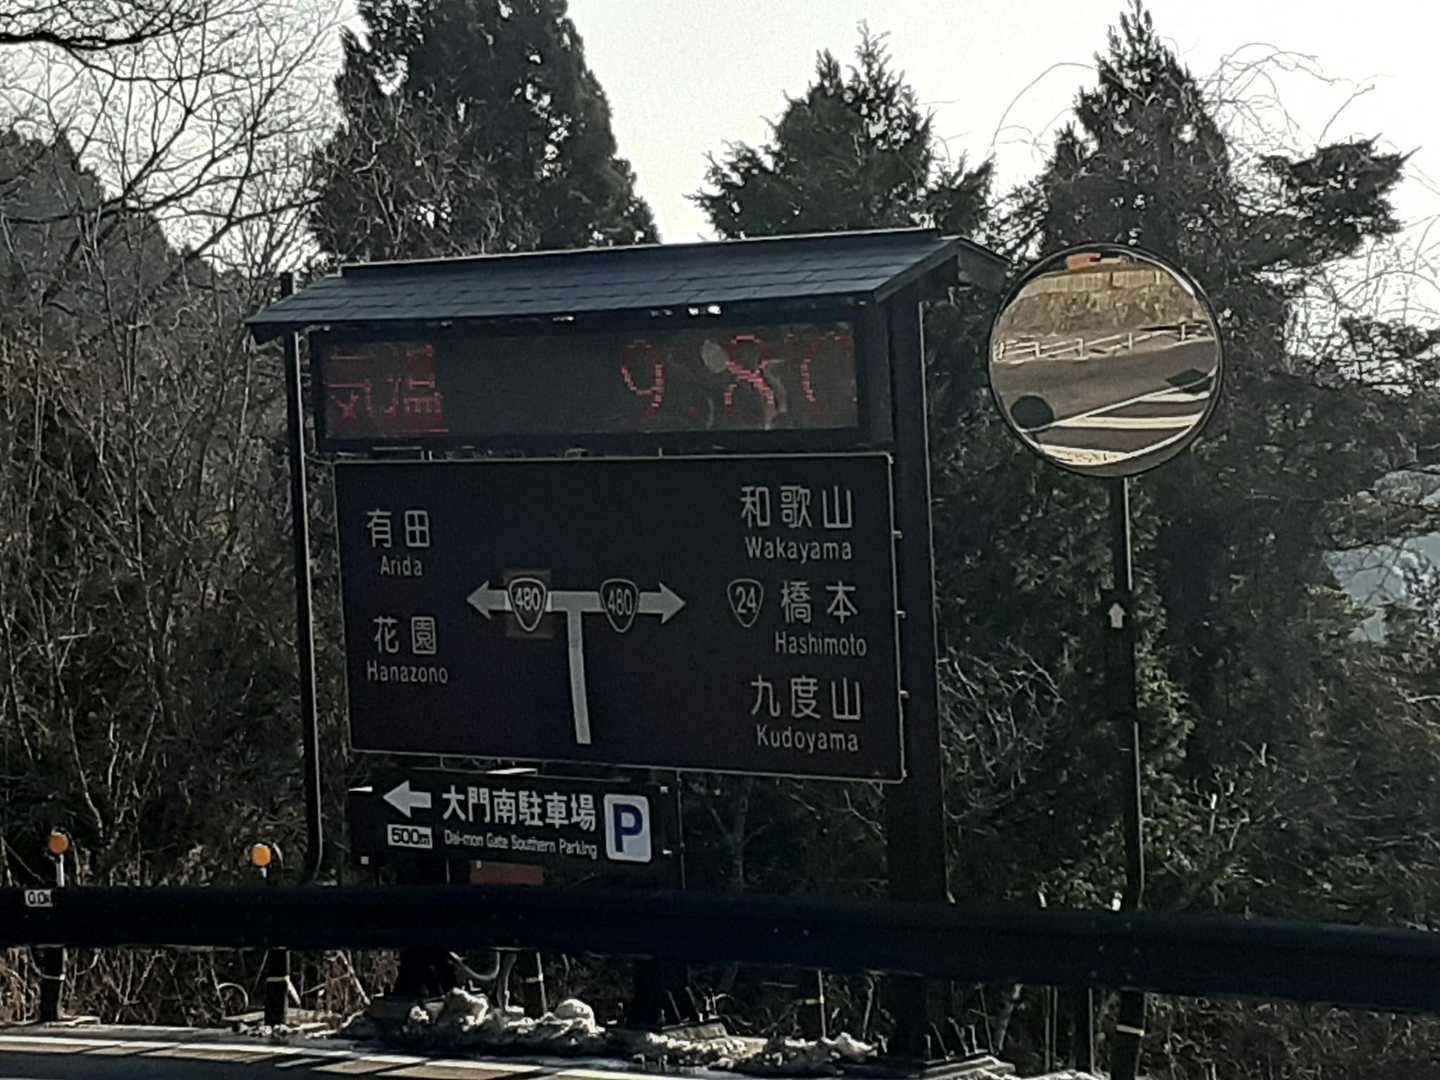 気温 9.8℃
有田
Arida
花園
Hanazono
480
480
和歌山
Wakayama
24 橋本
Hashimoto
九度山
Kudoyama
大門南駐車場 P
500m Dai-mon Gate Southern Parking